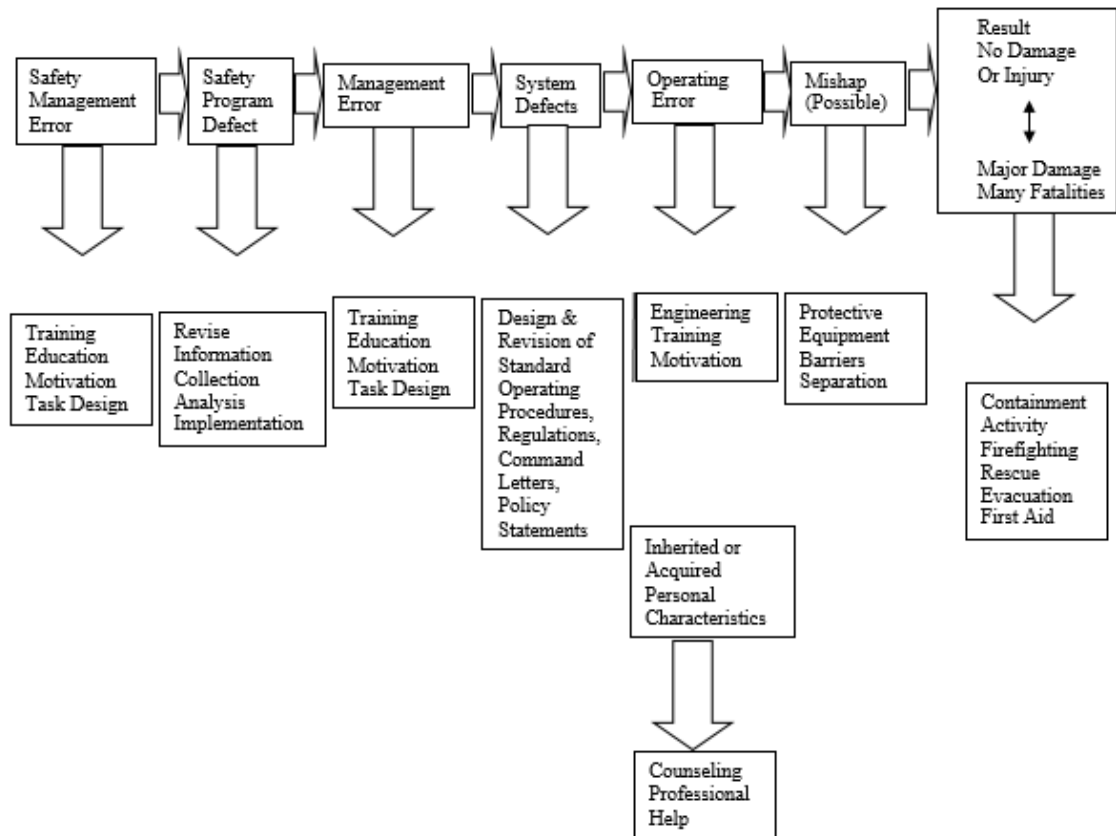 Safety
Management
Error
Safety
Program
Defect
Management
Error
System
Defects
Operating
Error
Mishap
(Possible)
Result
No Damage
Or Injury
Major Damage
Many Fatalities
Training
Education
Motivation
Task Design
Revise
Information
Collection
Analysis
Implementation
Training
Education
Motivation
Task Design
Design &
Revision of
Standard
Operating
Procedures,
Regulations,
Command
Letters,
Policy
Statements
Engineering
Training
Motivation
Protective
Equipment
Barriers
Separation
Containment
Activity
Firefighting
Rescue
Evacuation
First Aid
Inherited or
Acquired
Personal
Characteristics
Counseling
Professional
Help